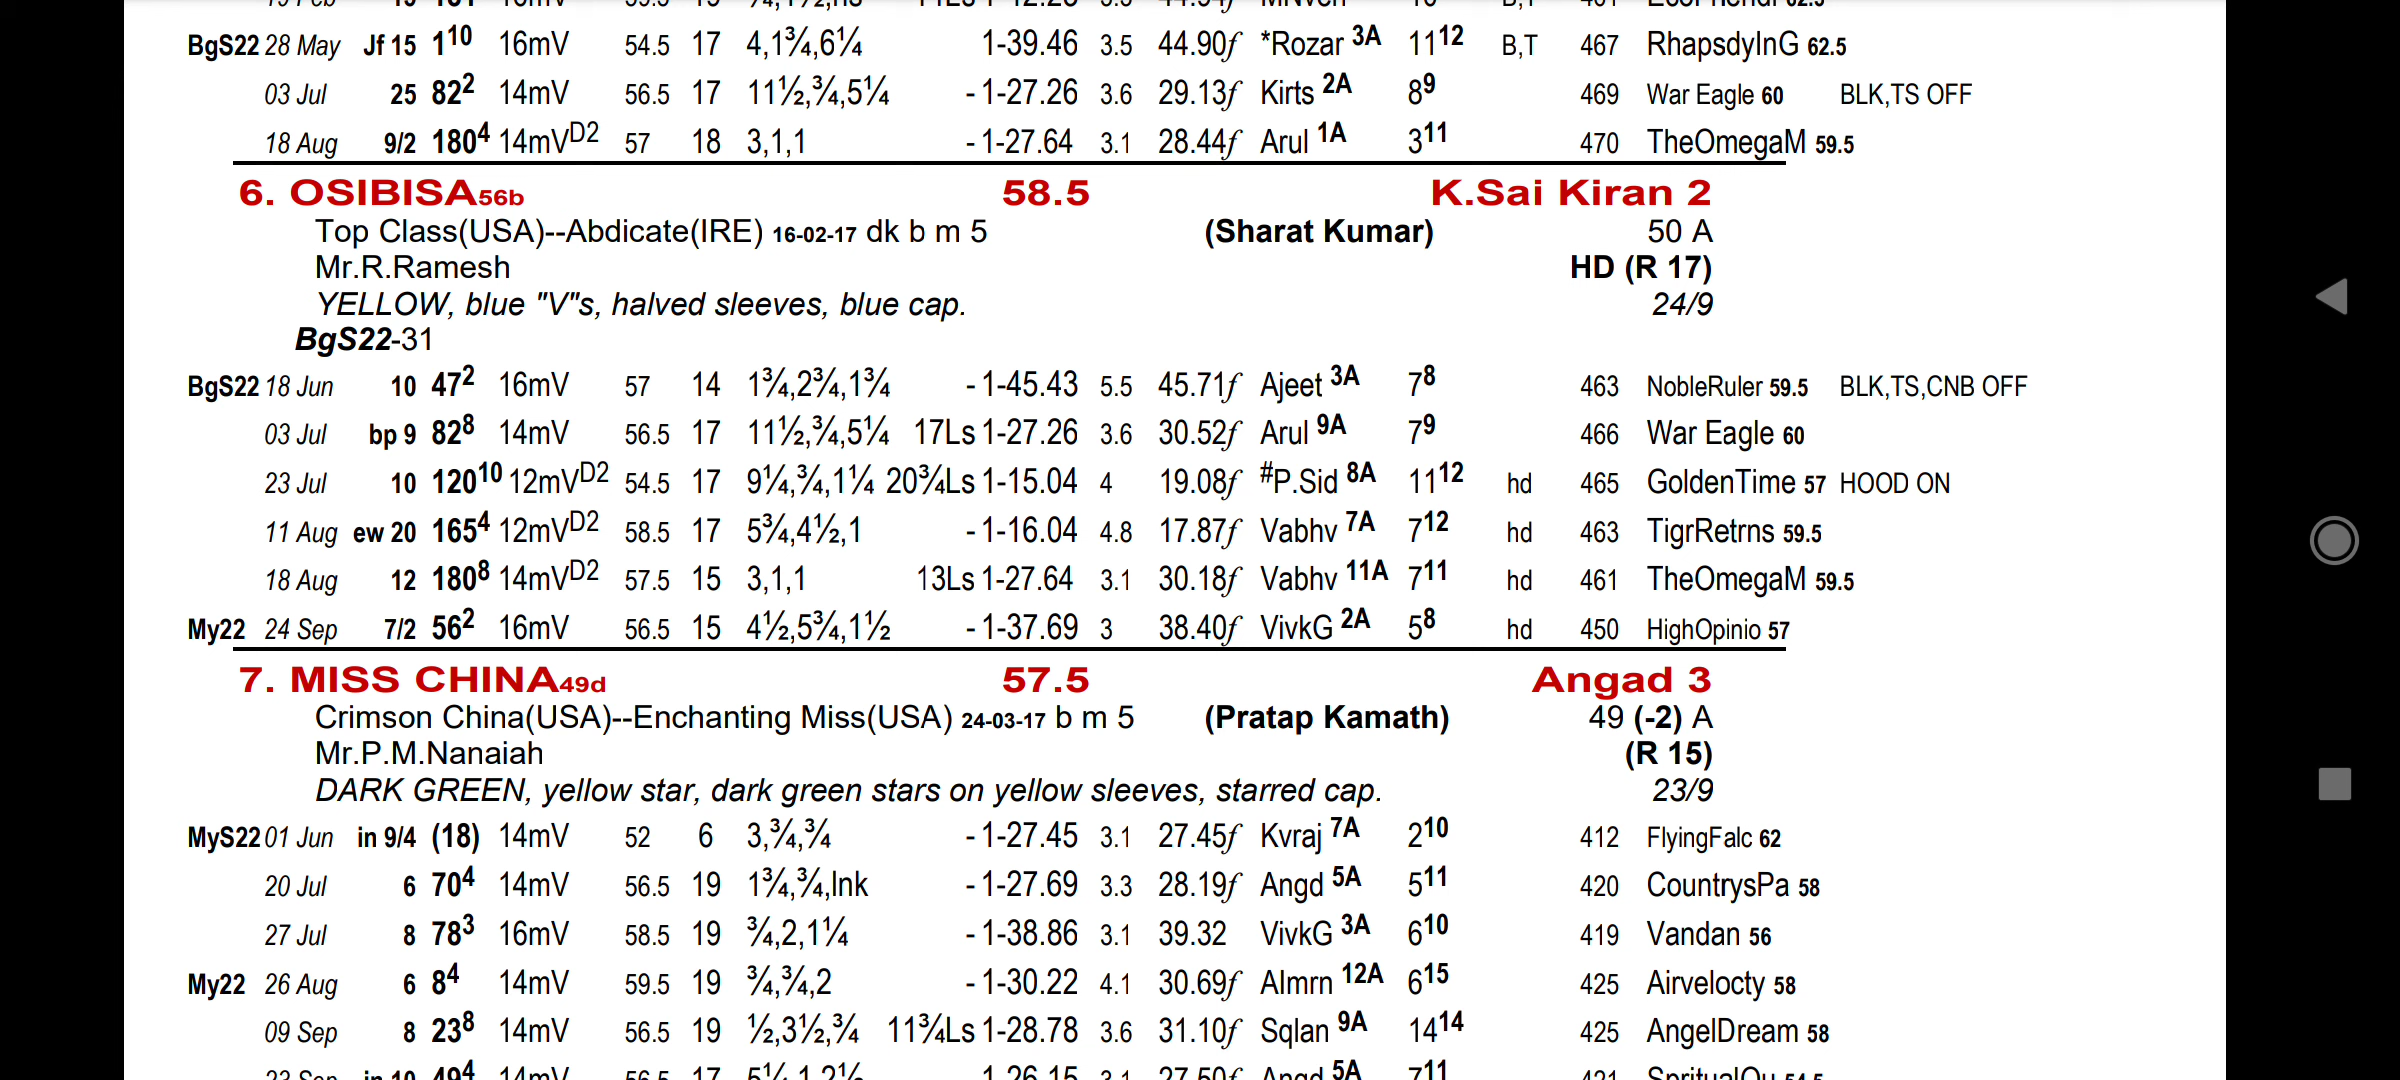 BgS22 28 May Jf 15 1¹⁰ 16mV 54.5 17 4,1¾,6¼ 1-39.46 3.5 44.90f *Rozar 3A 11¹² B,T 467 RhapsdyInG 62.5
03 Jul 25 82² 14mV 56.5 17 11½,¾,5¼ - 1-27.26 3.6 29.13f Kirts 2A 8⁹ 469 War Eagle 60 BLK,TS OFF
18 Aug 9/2 180⁴ 14mVD2 57 18 3,1,1 - 1-27.64 3.1 28.44f Arul 1A 3¹¹ 470 TheOmegaM 59.5
6. OSIBISA56b 58.5 K.Sai Kiran 2
Top Class(USA)--Abdicate(IRE) 16-02-17 dk b m 5 (Sharat Kumar) 50 A
Mr.R.Ramesh HD (R 17)
YELLOW, blue "V"s, halved sleeves, blue cap. 24/9
BgS22-31
BgS22 18 Jun 10 47² 16mV 57 14 1¾,2¾,1¾ - 1-45.43 5.5 45.71f Ajeet 3A 7⁸ 463 NobleRuler 59.5 BLK,TS,CNB OFF
03 Jul bp 9 82⁸ 14mV 56.5 17 11½,¾,5¼ 17Ls 1-27.26 3.6 30.52f Arul 9A 7⁹ 466 War Eagle 60
23 Jul 10 120¹⁰ 12mVD2 54.5 17 9¼,¾,1¼ 20¾Ls 1-15.04 4 19.08f #P.Sid 8A 11¹² hd 465 GoldenTime 57 HOOD ON
11 Aug ew 20 165⁴ 12mVD2 58.5 17 5¾,4½,1 - 1-16.04 4.8 17.87f Vabhv 7A 7¹² hd 463 TigrRetrns 59.5
18 Aug 12 180⁸ 14mVD2 57.5 15 3,1,1 13Ls 1-27.64 3.1 30.18f Vabhv 11A 7¹¹ hd 461 TheOmegaM 59.5
My22 24 Sep 7/2 56² 16mV 56.5 15 4½,5¾,1½ - 1-37.69 3 38.40f VivkG 2A 5⁸ hd 450 HighOpinio 57
7. MISS CHINA49d 57.5 Angad 3
Crimson China(USA)--Enchanting Miss(USA) 24-03-17 b m 5 (Pratap Kamath) 49 (-2) A
Mr.P.M.Nanaiah (R 15)
DARK GREEN, yellow star, dark green stars on yellow sleeves, starred cap. 23/9
MyS22 01 Jun in 9/4 (18) 14mV 52 6 3,¾,¾ - 1-27.45 3.1 27.45f Kvraj 7A 2¹⁰ 412 FlyingFalc 62
20 Jul 6 70⁴ 14mV 56.5 19 1¾,¾,lnk - 1-27.69 3.3 28.19f Angd 5A 5¹¹ 420 CountrysPa 58
27 Jul 8 78³ 16mV 58.5 19 ¾,2,1¼ - 1-38.86 3.1 39.32 VivkG 3A 6¹⁰ 419 Vandan 56
My22 26 Aug 6 8⁴ 14mV 59.5 19 ¾,¾,2 - 1-30.22 4.1 30.69f Almrn 12A 6¹⁵ 425 Airvelocty 58
09 Sep 8 23⁸ 14mV 56.5 19 ½,3½,¾ 11¾Ls 1-28.78 3.6 31.10f Sqlan 9A 14¹⁴ 425 AngelDream 58
23 Sep in 10 49⁴ 14mV 56.5 17 1-26.15 3.1 27.50f Angd 5A 7¹¹ 421 SpritualQu 54.5